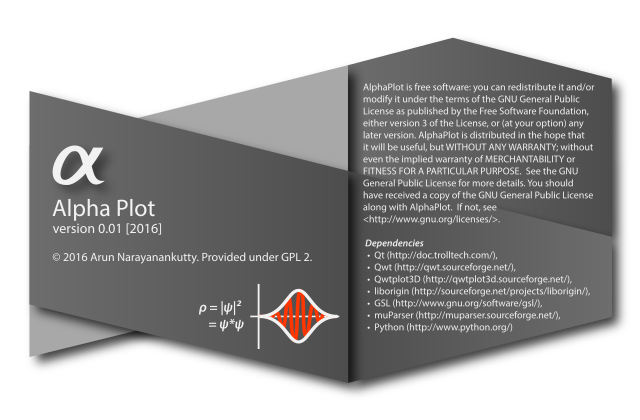 α
Alpha Plot
version 0.01 [2016]
© 2016 Arun Narayanankutty. Provided under GPL 2.
ρ = |ψ|²
= ψ*ψ
AlphaPlot is free software: you can redistribute it and/or
modify it under the terms of the GNU General Public
License as published by the Free Software Foundation,
either version 3 of the License, or (at your option) any
later version. AlphaPlot is distributed in the hope that
it will be useful, but WITHOUT ANY WARRANTY; without
even the implied warranty of MERCHANTABILITY or
FITNESS FOR A PARTICULAR PURPOSE. See the GNU
General Public License for more details. You should
have received a copy of the GNU General Public License
along with AlphaPlot. If not, see
<http://www.gnu.org/licenses/>.
Dependencies
• Qt (http://doc.trolltech.com/),
• Qwt (http://qwt.sourceforge.net/),
• Qwtplot3D (http://qwtplot3d.sourceforge.net/),
• liborigin (http://sourceforge.net/projects/liborigin/),
• GSL (http://www.gnu.org/software/gsl/),
• muParser (http://muparser.sourceforge.net/),
• Python (http://www.python.org/)